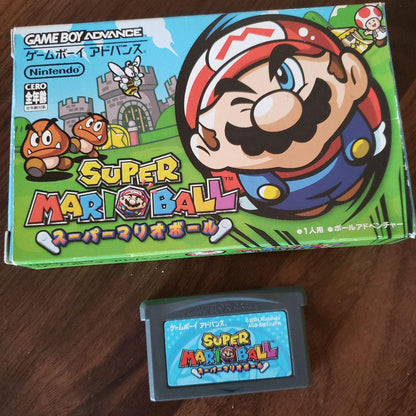 GAME BOY ADVANCE
ゲームボーイ アドバンス
Nintendo
CERO
全年齢
SUPER
MARIO BALL™
スーパーマリオボール
●1人用 ●ボールアドベンチャー
ゲームボーイ アドバンス
SUPER
MARIO BALL
スーパーマリオボール